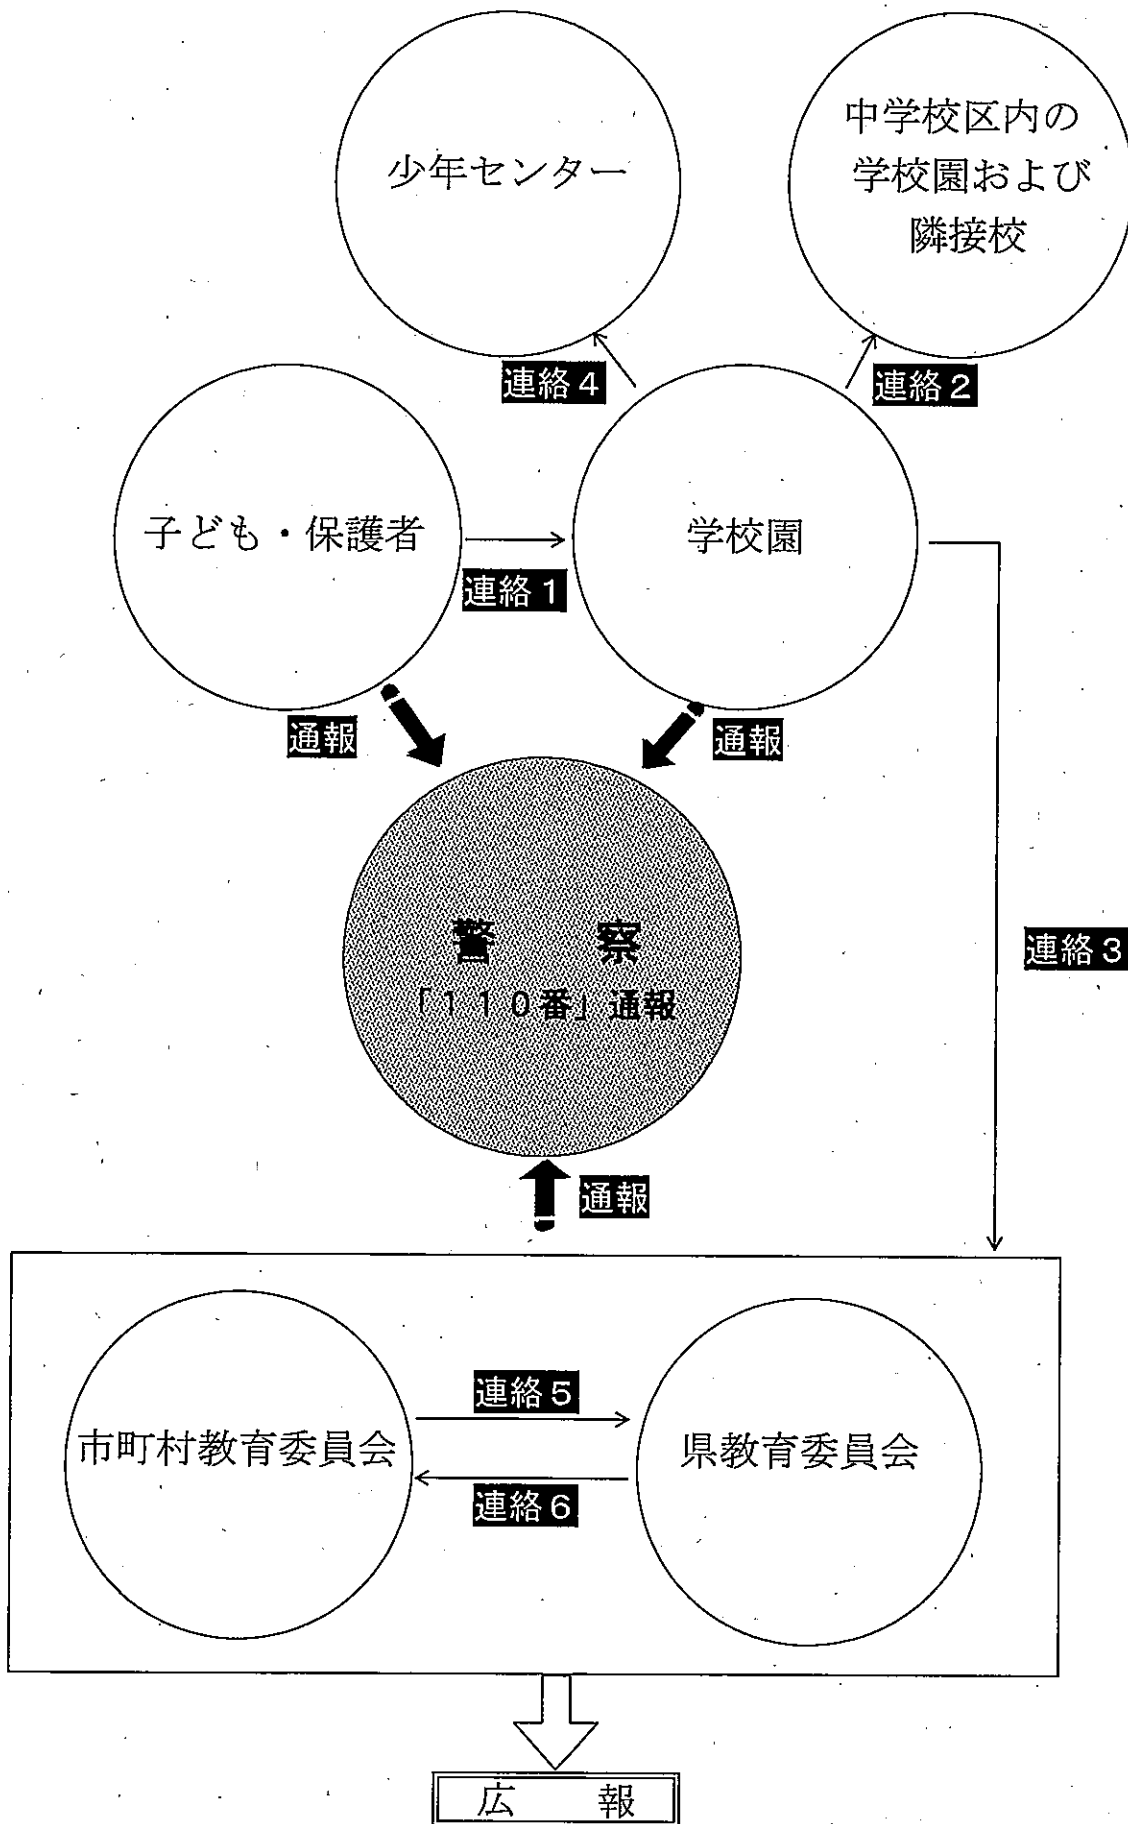 少年センター
中学校区内の
学校園および
隣接校
連絡4
連絡2
子ども・保護者
学校園
連絡1
通報
通報
警　察
「110番」通報
連絡3
通報
連絡5
市町村教育委員会
県教育委員会
連絡6
広　報